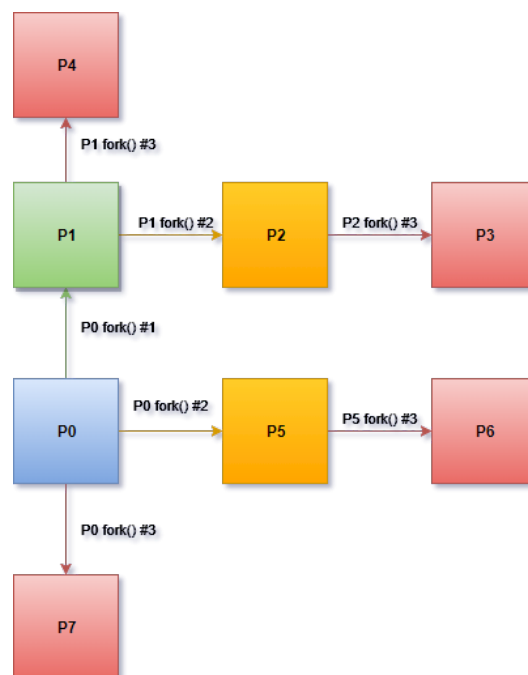 P4
P1 fork() #3
P1
P1 fork() #2
P2
P2 fork() #3
P3
P0 fork() #1
P0
P0 fork() #2
P5
P5 fork() #3
P6
P0 fork() #3
P7